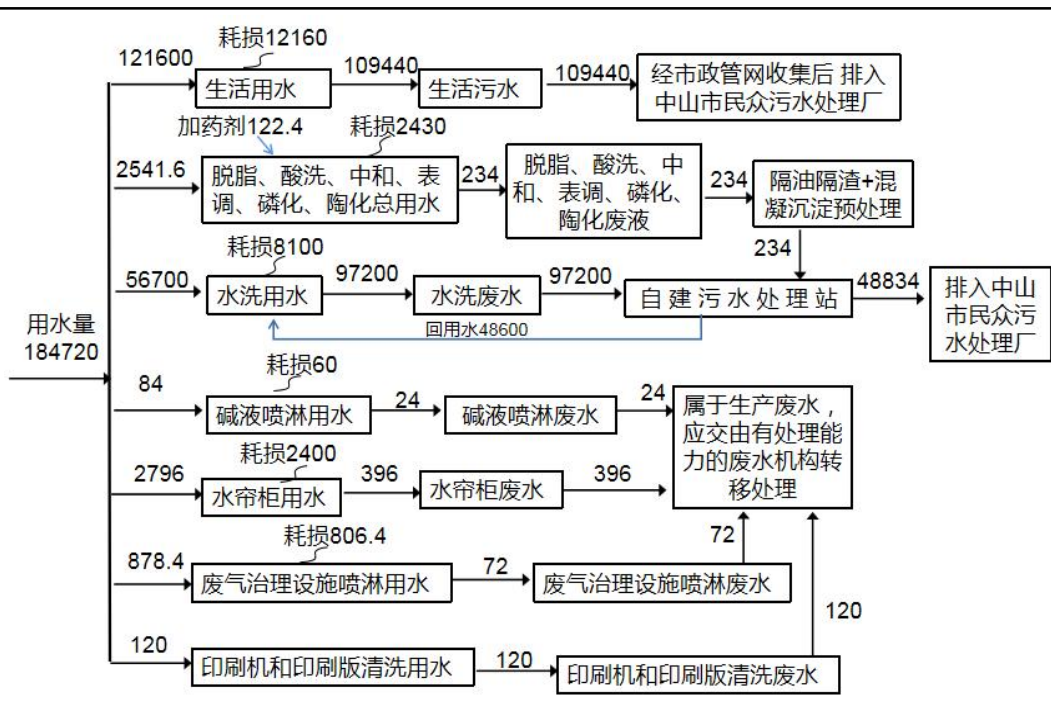 耗损12160
121600
生活用水
109440
生活污水
109440
经市政管网收集后 排入
中山市民众污水处理厂
加药剂122.4
耗损2430
2541.6
脱脂、酸洗、中和、表
调、磷化、陶化总用水
234
脱脂、酸洗、中
和、表调、磷化、
陶化废液
234
隔油隔渣+混
凝沉淀预处理
234
耗损8100
56700
水洗用水
97200
水洗废水
97200
自建污水处理站
48834
排入中山
市民众污
水处理厂
回用水48600
用水量
184720
耗损60
84
碱液喷淋用水
24
碱液喷淋废水
24
属于生产废水，
应交由有处理能
力的废水机构转
移处理
耗损2400
2796
水帘柜用水
396
水帘柜废水
396
耗损806.4
878.4
废气治理设施喷淋用水
72
废气治理设施喷淋废水
72
120
印刷机和印刷版清洗用水
120
印刷机和印刷版清洗废水
120